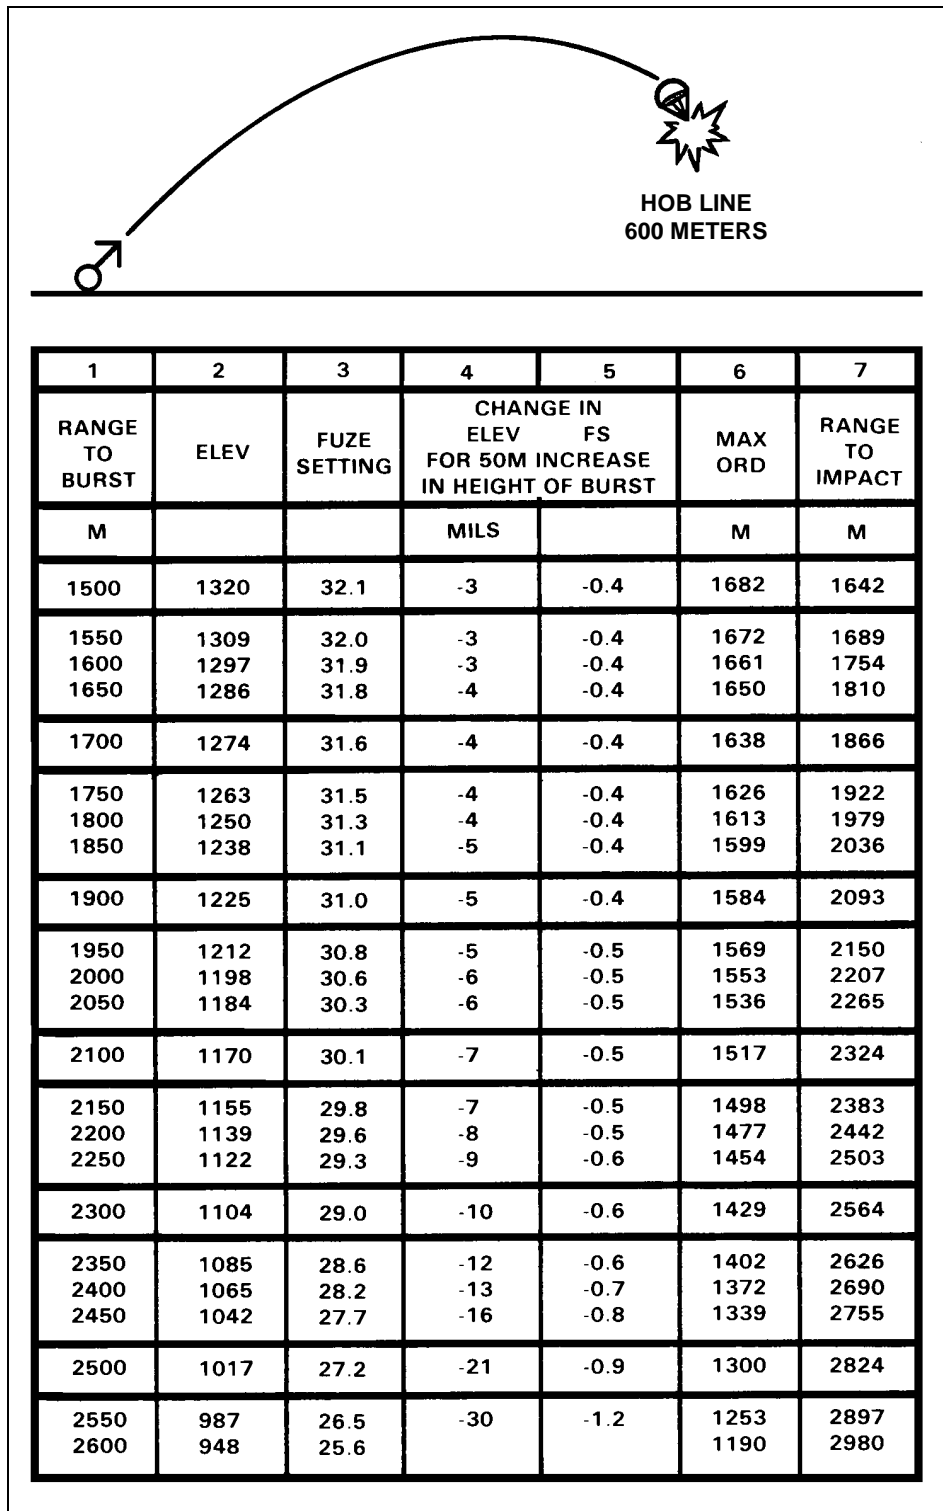 HOB LINE
600 METERS
1 2 3 4 5 6 7
RANGE TO BURST ELEV FUZE SETTING CHANGE IN ELEV FS FOR 50M INCREASE IN HEIGHT OF BURST MAX ORD RANGE TO IMPACT
M MILS M M
1500 1320 32.1 -3 -0.4 1682 1642
1550 1309 32.0 -3 -0.4 1672 1689
1600 1297 31.9 -3 -0.4 1661 1754
1650 1286 31.8 -4 -0.4 1650 1810
1700 1274 31.6 -4 -0.4 1638 1866
1750 1263 31.5 -4 -0.4 1626 1922
1800 1250 31.3 -4 -0.4 1613 1979
1850 1238 31.1 -5 -0.4 1599 2036
1900 1225 31.0 -5 -0.4 1584 2093
1950 1212 30.8 -5 -0.5 1569 2150
2000 1198 30.6 -6 -0.5 1553 2207
2050 1184 30.3 -6 -0.5 1536 2265
2100 1170 30.1 -7 -0.5 1517 2324
2150 1155 29.8 -7 -0.5 1498 2383
2200 1139 29.6 -8 -0.5 1477 2442
2250 1122 29.3 -9 -0.6 1454 2503
2300 1104 29.0 -10 -0.6 1429 2564
2350 1085 28.6 -12 -0.6 1402 2626
2400 1065 28.2 -13 -0.7 1372 2690
2450 1042 27.7 -16 -0.8 1339 2755
2500 1017 27.2 -21 -0.9 1300 2824
2550 987 26.5 -30 -1.2 1253 2897
2600 948 25.6 1190 2980